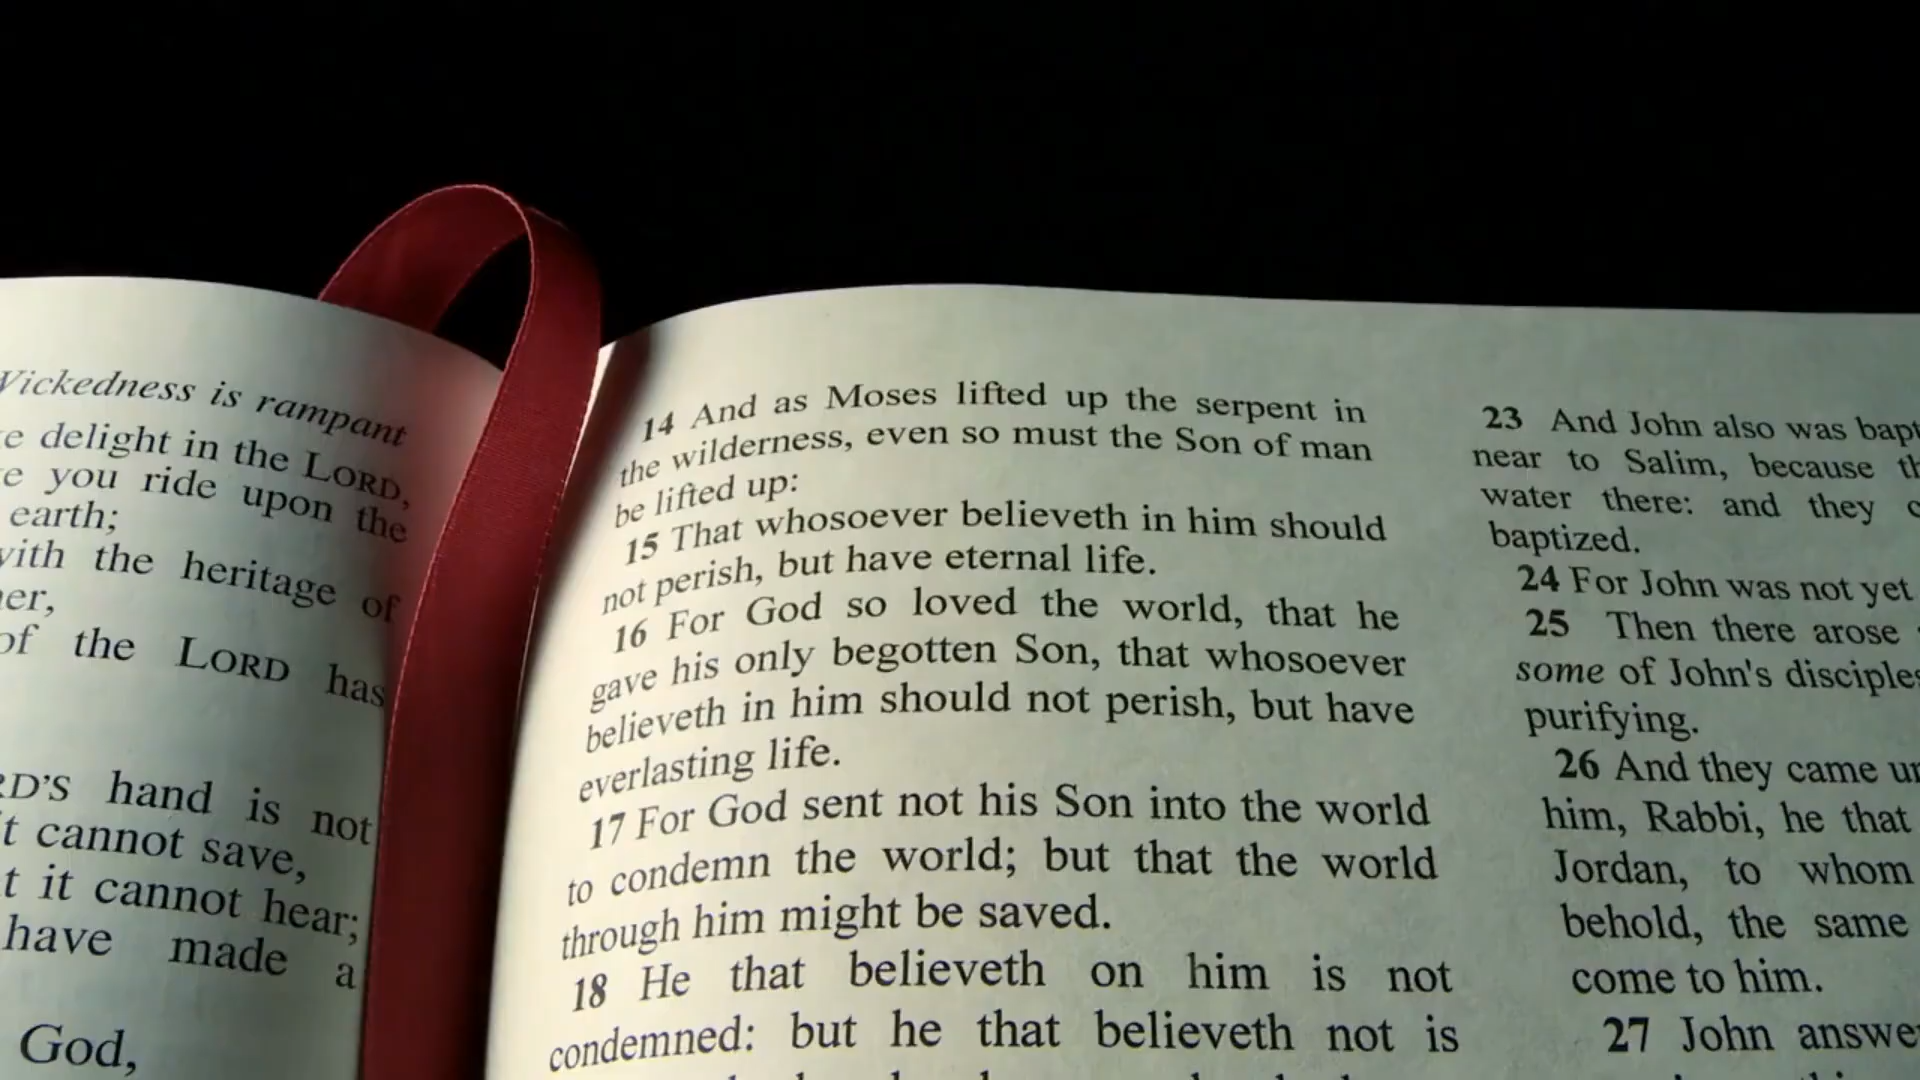 Wickedness is rampant
delight in the LORD,
you ride upon the
earth;
with the heritage of
of the LORD has
hand is not
cannot save,
it cannot hear;
have made a
God,
14 And as Moses lifted up the serpent in
the wilderness, even so must the Son of man
be lifted up:
15 That whosoever believeth in him should
not perish, but have eternal life.
16 For God so loved the world, that he
gave his only begotten Son, that whosoever
believeth in him should not perish, but have
everlasting life.
17 For God sent not his Son into the world
to condemn the world; but that the world
through him might be saved.
18 He that believeth on him is not
condemned: but he that believeth not is
23 And John also was
near to Salim, because
water there: and they
baptized.
24 For John was not yet
25 Then there arose
some of John's disciples
purifying.
26 And they came
him, Rabbi, he that
Jordan, to whom
behold, the same
come to him.
27 John